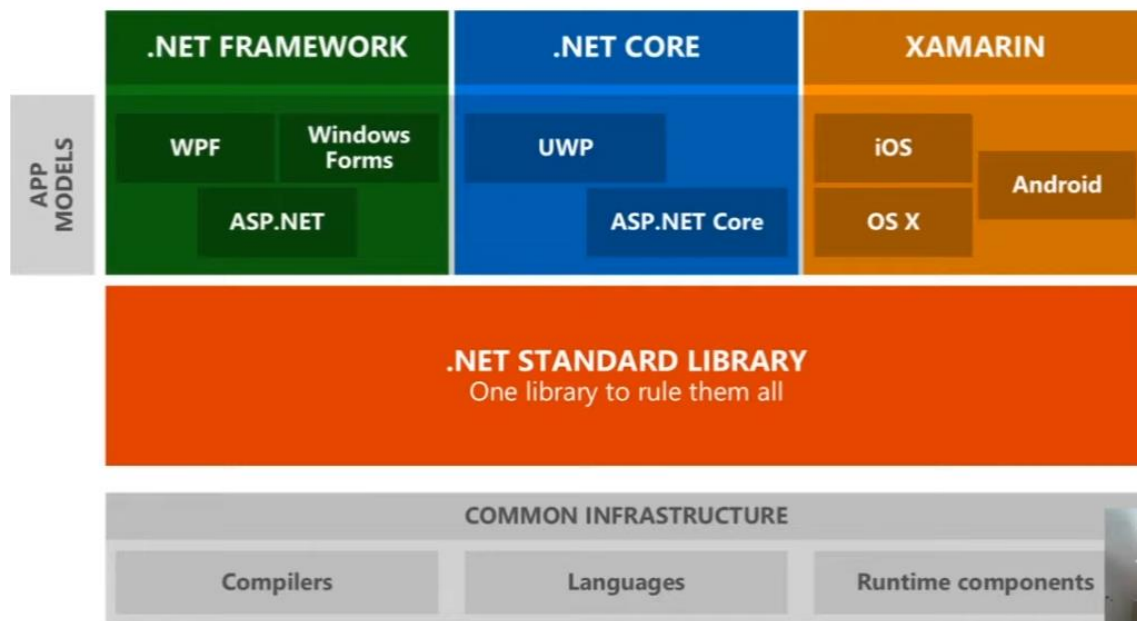 .NET FRAMEWORK
.NET CORE
XAMARIN
APP
MODELS
WPF
Windows
Forms
ASP.NET
UWP
ASP.NET Core
iOS
Android
OS X
.NET STANDARD LIBRARY
One library to rule them all
COMMON INFRASTRUCTURE
Compilers
Languages
Runtime components